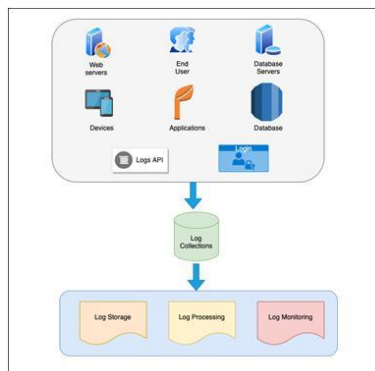 Web
servers
End
User
Database
Servers
Devices
Applications
Database
Logs API
Login
Log
Collections
Log Storage
Log Processing
Log Monitoring